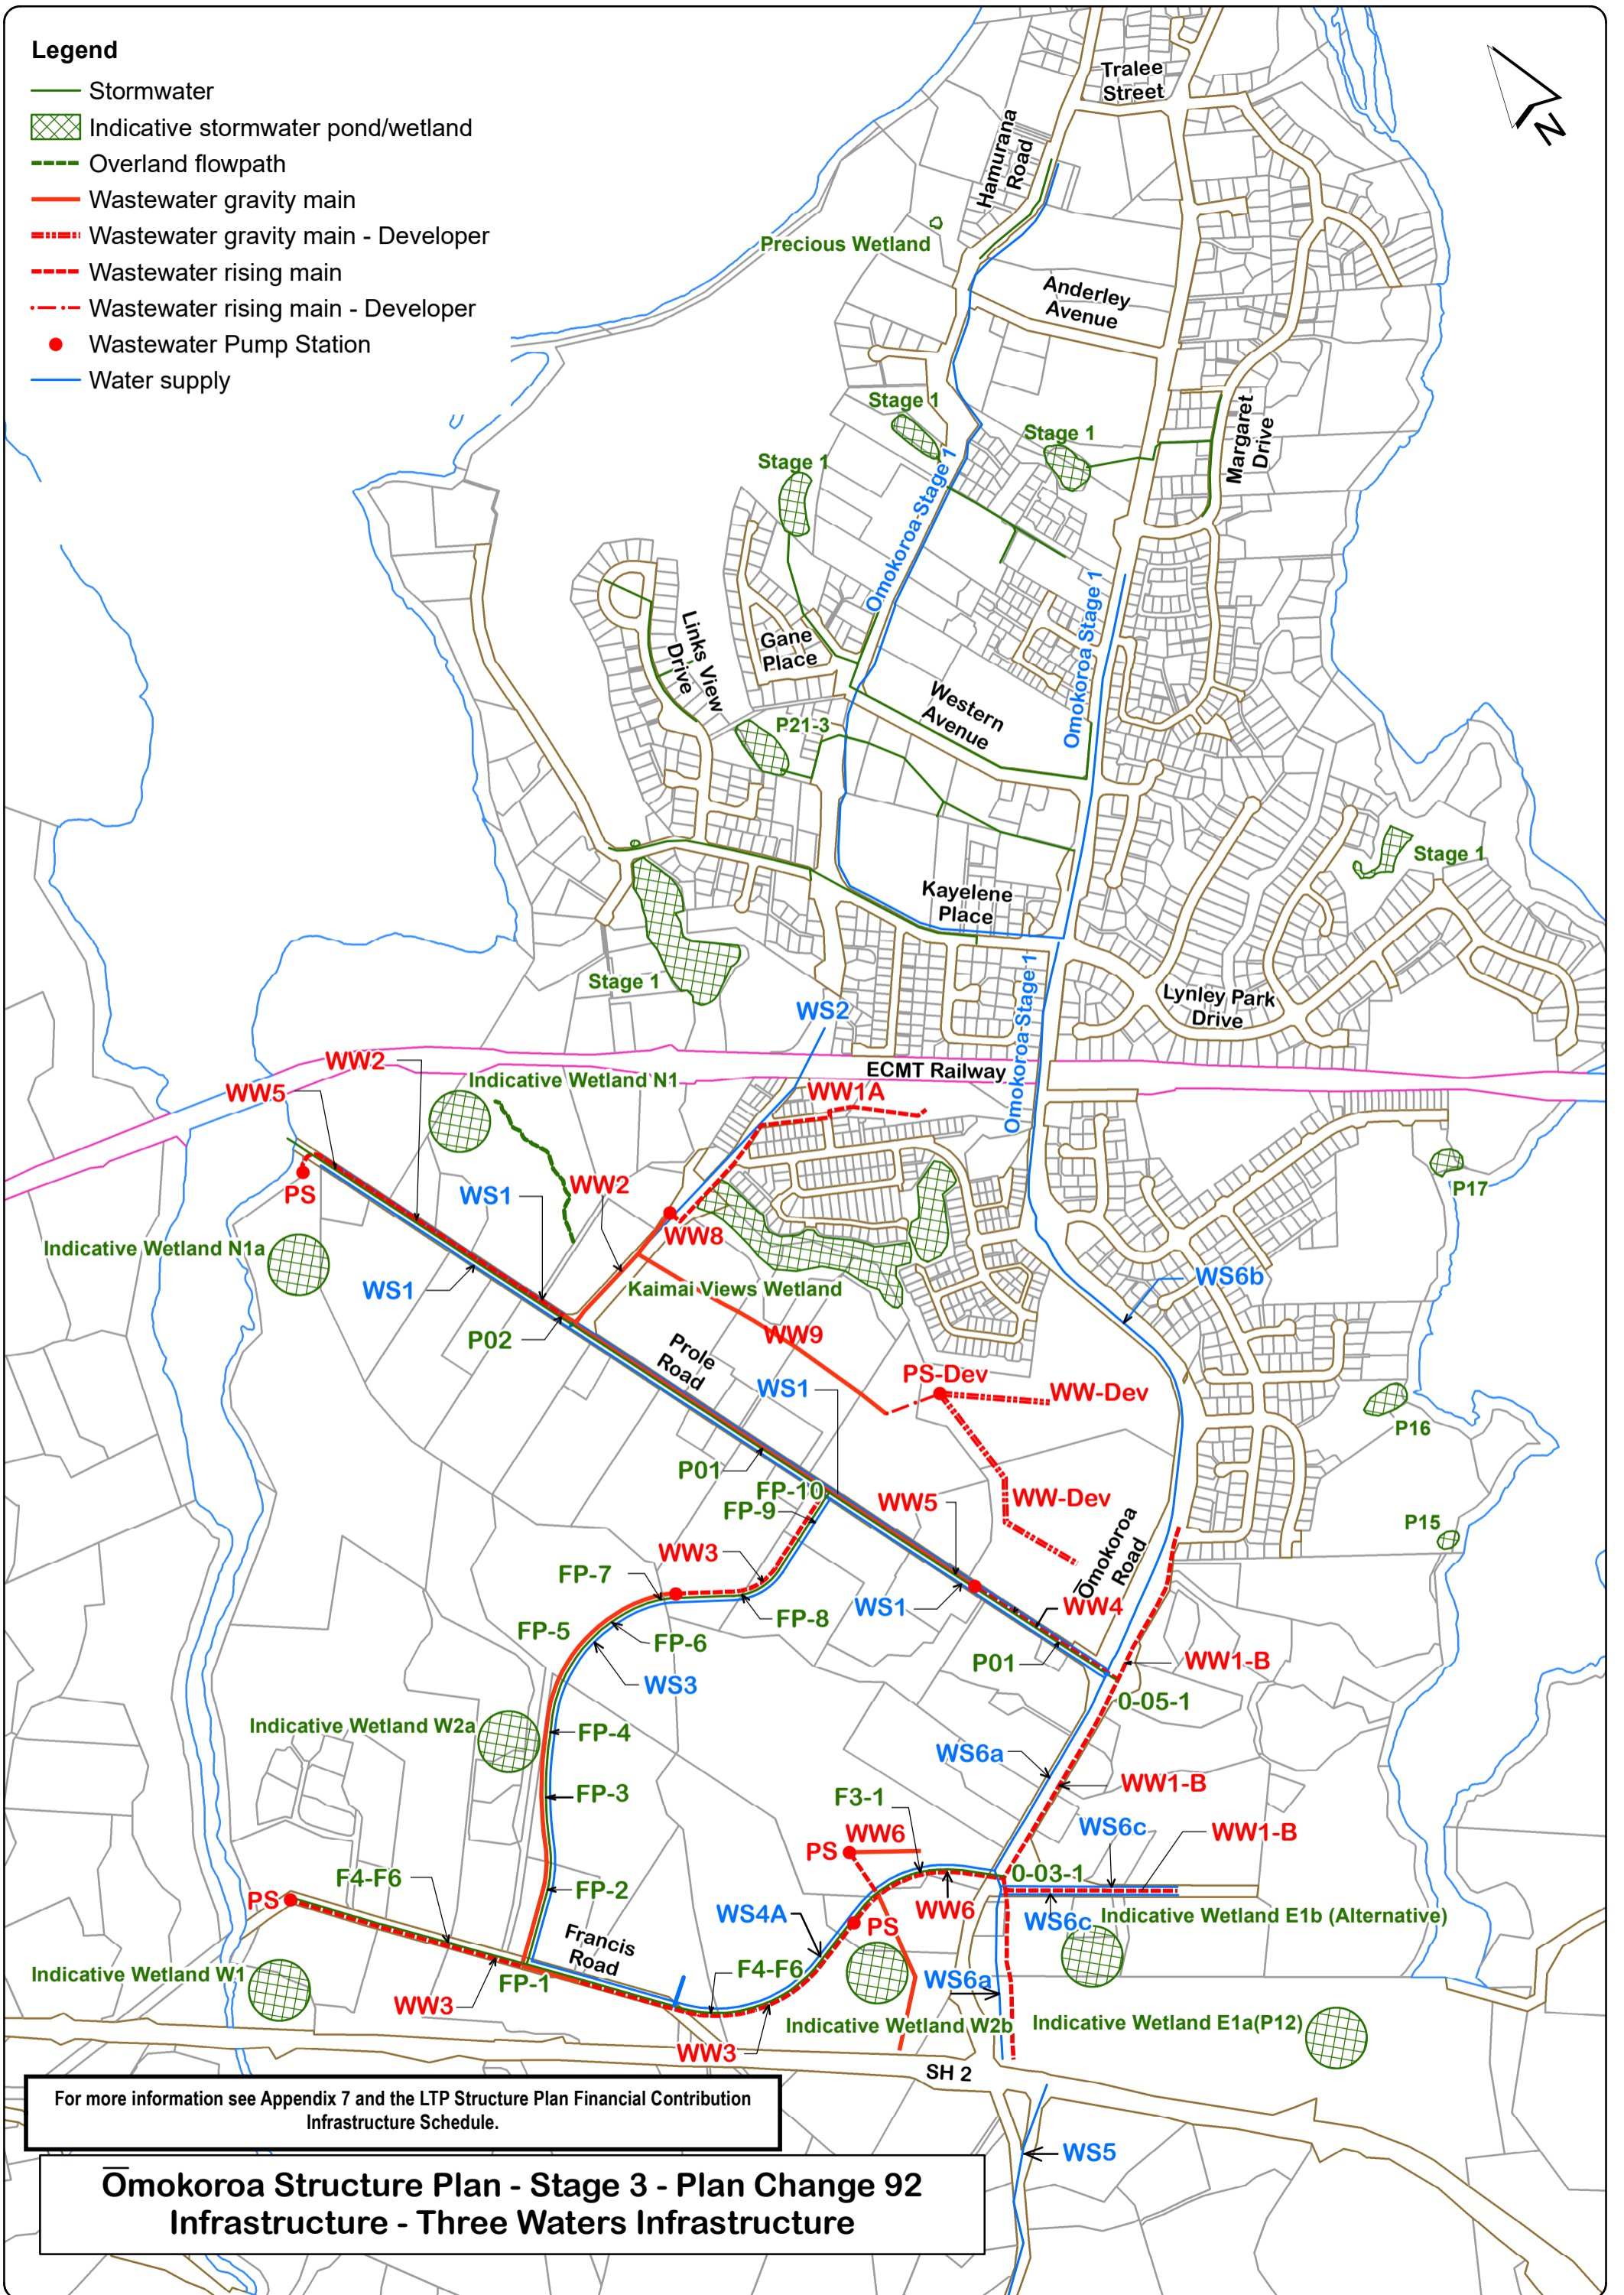 Legend
Stormwater
Indicative stormwater pond/wetland
Overland flowpath
Wastewater gravity main
Wastewater gravity main - Developer
Wastewater rising main
Wastewater rising main - Developer
Wastewater Pump Station
Water supply
N
Tralee
Street
Hamurana
Road
Precious Wetland
Anderley
Avenue
Stage 1
Stage 1
Stage 1
Margaret
Drive
Omokoroa Stage 1
Omokoroa Stage 1
Links View
Drive
Gane
Place
Western
Avenue
P21-3
Stage 1
Kayelene
Place
Stage 1
Omokoroa Stage 1
Lynley Park
Drive
WS2
ECMT Railway
WW2
WW5
Indicative Wetland N1
WW1A
PS
WS1
WW2
WW8
P17
Indicative Wetland N1a
WS1
Kaimai Views Wetland
WS6b
P02
Prole
Road
WW9
WS1
PS-Dev
WW-Dev
P16
P01
FP-10
FP-9
WW5
WW-Dev
Ōmokoroa
Road
P15
WW3
FP-7
WS1
WW4
FP-8
FP-5
FP-6
P01
WW1-B
WS3
0-05-1
Indicative Wetland W2a
FP-4
WS6a
FP-3
WW1-B
F3-1
WW6
PS
WS6c
WW1-B
F4-F6
0-03-1
PS
FP-2
WW6
WS4A
PS
WS6c
Indicative Wetland E1b (Alternative)
Francis
Road
Indicative Wetland W1
FP-1
F4-F6
WS6a
WW3
Indicative Wetland W2b
Indicative Wetland E1a(P12)
WW3
SH 2
WS5
For more information see Appendix 7 and the LTP Structure Plan Financial Contribution
Infrastructure Schedule.
Ōmokoroa Structure Plan - Stage 3 - Plan Change 92
Infrastructure - Three Waters Infrastructure